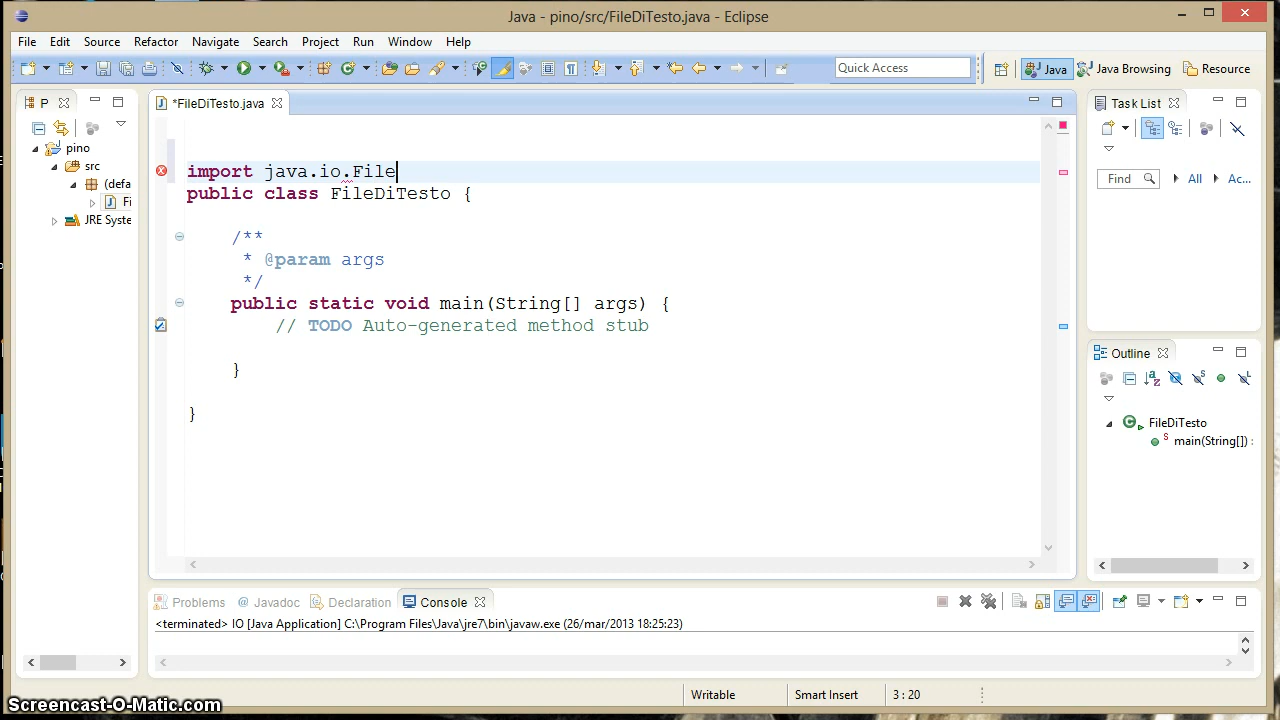 Java - pino/src/FileDiTesto.java - Eclipse
File Edit Source Refactor Navigate Search Project Run Window Help
Quick Access
Java Java Browsing Resource
P
*FileDiTesto.java
Task List
pino
src
(defa
Fi
JRE Syste
import java.io.File
public class FileDiTesto {
/**
* @param args
*/
public static void main(String[] args) {
// TODO Auto-generated method stub
}
}
Find All Ac...
Outline
FileDiTesto
main(String[]) :
Problems @ Javadoc Declaration Console
<terminated> IO [Java Application] C:\Program Files\Java\jre7\bin\javaw.exe (26/mar/2013 18:25:23)
Writable Smart Insert 3 : 20
Screencast-O-Matic.com